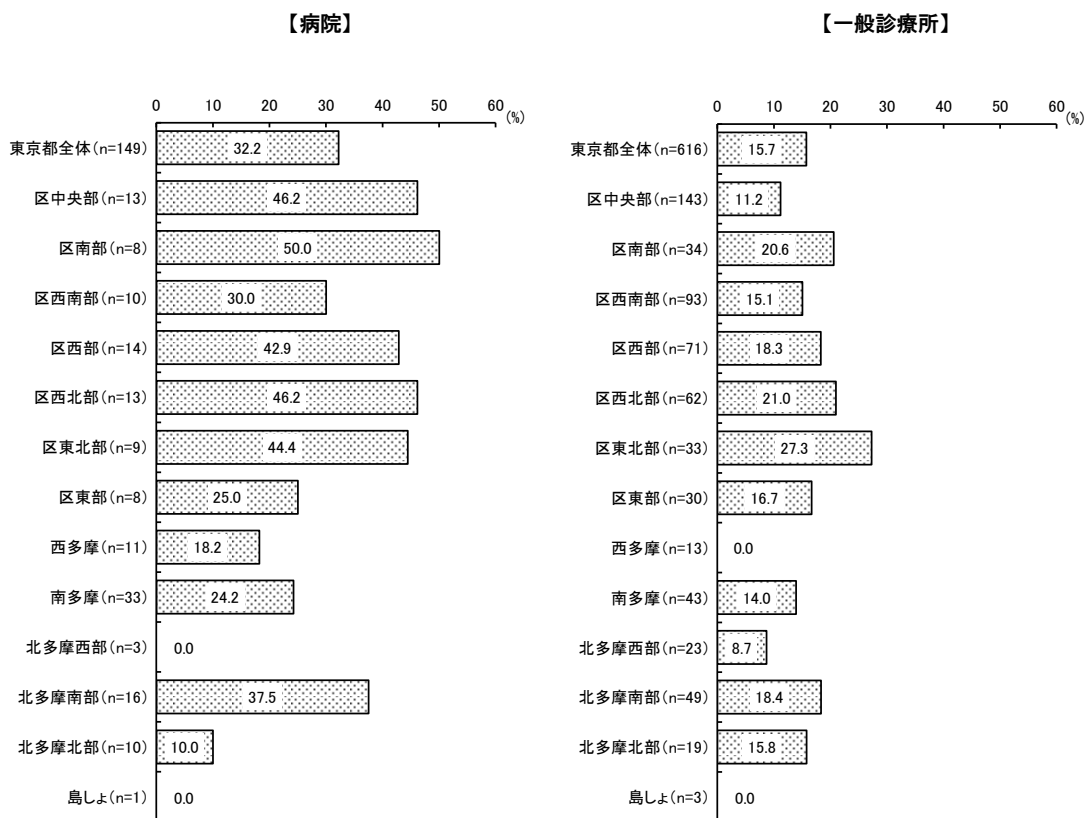 【病院】
0 10 20 30 40 50 60
(%)
東京都全体(n=149) 32.2
区中央部(n=13) 46.2
区南部(n=8) 50.0
区西南部(n=10) 30.0
区西部(n=14) 42.9
区西北部(n=13) 46.2
区東北部(n=9) 44.4
区東部(n=8) 25.0
西多摩(n=11) 18.2
南多摩(n=33) 24.2
北多摩西部(n=3) 0.0
北多摩南部(n=16) 37.5
北多摩北部(n=10) 10.0
島しょ(n=1) 0.0
【一般診療所】
0 10 20 30 40 50 60
(%)
東京都全体(n=616) 15.7
区中央部(n=143) 11.2
区南部(n=34) 20.6
区西南部(n=93) 15.1
区西部(n=71) 18.3
区西北部(n=62) 21.0
区東北部(n=33) 27.3
区東部(n=30) 16.7
西多摩(n=13) 0.0
南多摩(n=43) 14.0
北多摩西部(n=23) 8.7
北多摩南部(n=49) 18.4
北多摩北部(n=19) 15.8
島しょ(n=3) 0.0